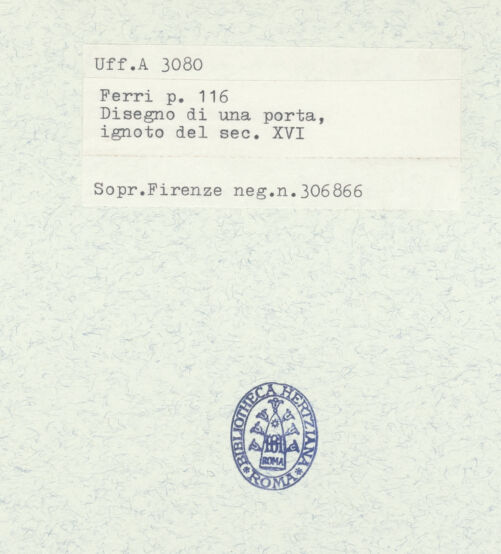 Uff.A 3080
Ferri p. 116
Disegno di una porta,
ignoto del sec. XVI
Sopr.Firenze neg.n.306866
BIBLIOTHECA HERTZIANA
ROMA
ROMA